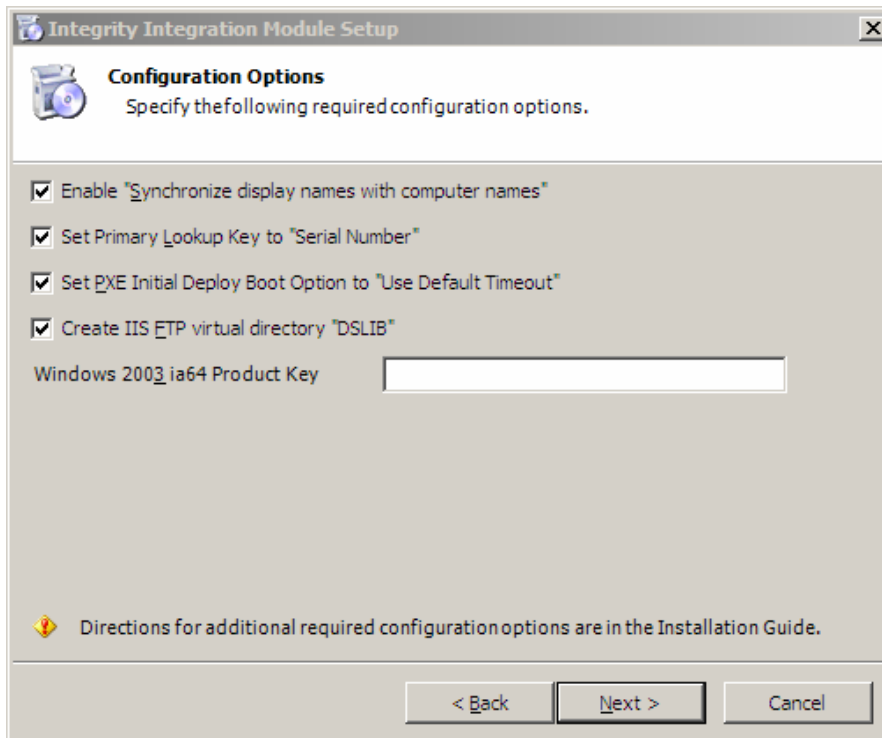 Integrity Integration Module Setup
Configuration Options
Specify the following required configuration options.
Enable "Synchronize display names with computer names"
Set Primary Lookup Key to "Serial Number"
Set PXE Initial Deploy Boot Option to "Use Default Timeout"
Create IIS FTP virtual directory "DSLIB"
Windows 2003 ia64 Product Key
Directions for additional required configuration options are in the Installation Guide.
< Back Next > Cancel